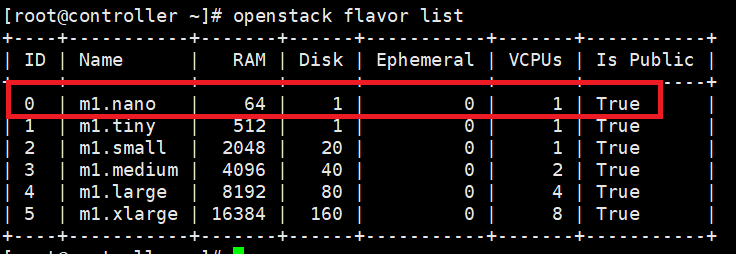 [root@controller ~]# openstack flavor list
+----+-----------+-------+------+-----------+-------+-----------+
| ID | Name      |   RAM | Disk | Ephemeral | VCPUs | Is Public |
+----+-----------+-------+------+-----------+-------+-----------+
| 0  | m1.nano   |    64 |    1 |         0 |     1 | True      |
| 1  | m1.tiny   |   512 |    1 |         0 |     1 | True      |
| 2  | m1.small  |  2048 |   20 |         0 |     1 | True      |
| 3  | m1.medium |  4096 |   40 |         0 |     2 | True      |
| 4  | m1.large  |  8192 |   80 |         0 |     4 | True      |
| 5  | m1.xlarge | 16384 |  160 |         0 |     8 | True      |
+----+-----------+-------+------+-----------+-------+-----------+
[root@controller ~]#